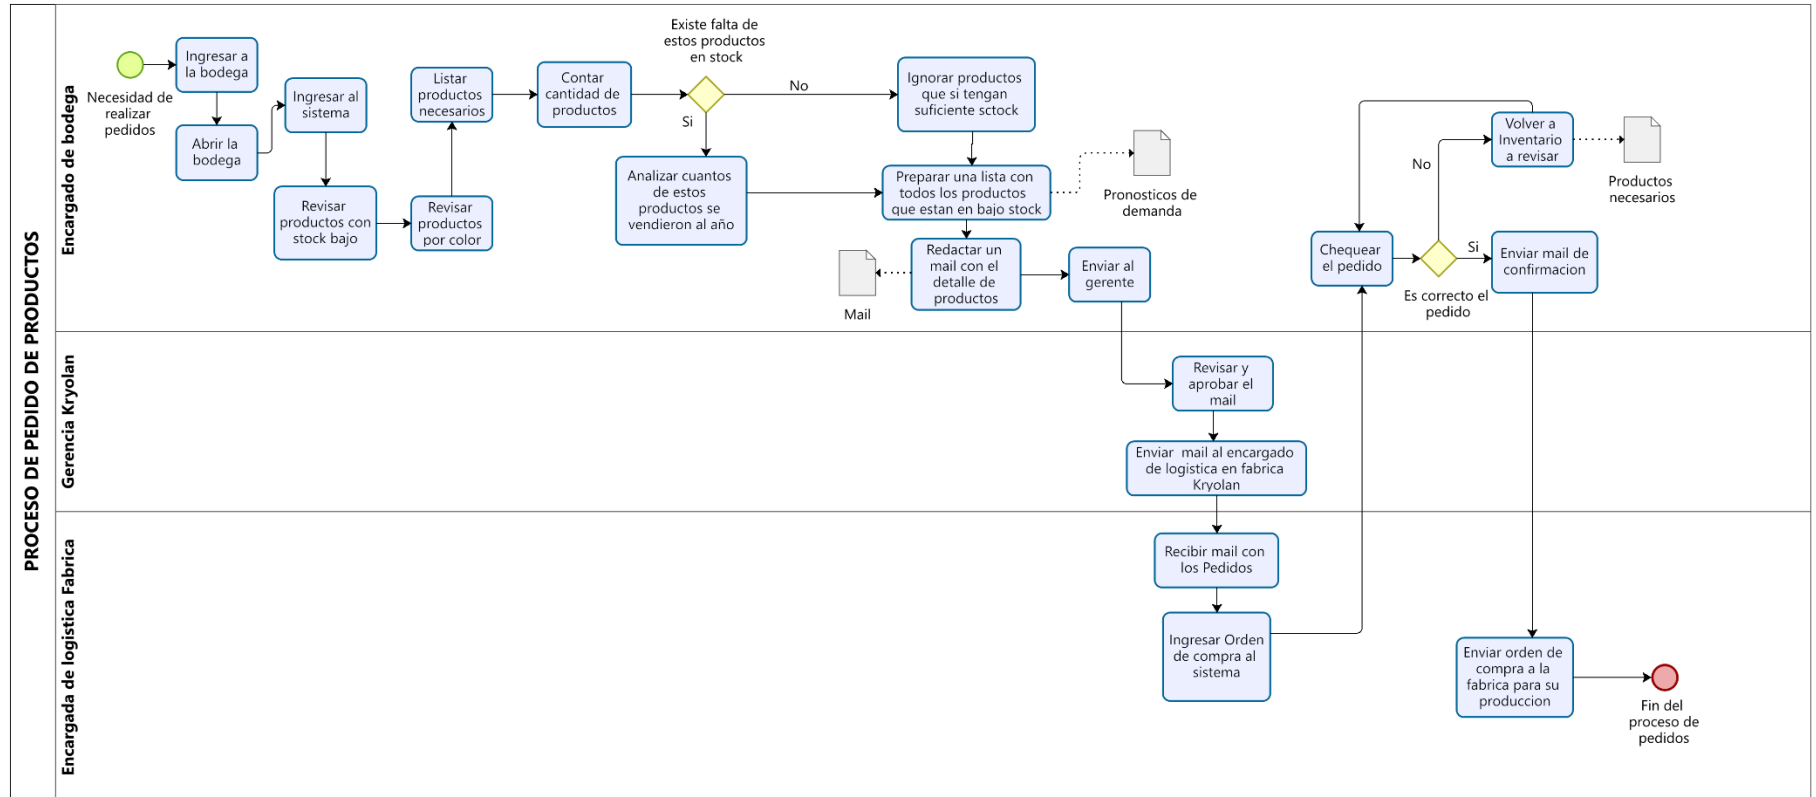 PROCESO DE PEDIDO DE PRODUCTOS
Encargado de bodega
Necesidad de
realizar
pedidos
Ingresar a
la bodega
Abrir la
bodega
Ingresar al
sistema
Revisar
productos con
stock bajo
Revisar
productos
por color
Listar
productos
necesarios
Contar
cantidad de
productos
Existe falta de
estos productos
en stock
No
Si
Ignorar productos
que si tengan
suficiente sctock
Analizar cuantos
de estos
productos se
vendieron al año
Preparar una lista con
todos los productos
que estan en bajo stock
Pronosticos de
demanda
Redactar un
mail con el
detalle de
productos
Mail
Enviar al
gerente
Chequear
el pedido
Es correcto el
pedido
No
Si
Volver a
Inventario
a revisar
Productos
necesarios
Enviar mail de
confirmacion
Gerencia Kryolan
Revisar y
aprobar el
mail
Enviar mail al encargado
de logistica en fabrica
Kryolan
Encargada de logistica Fabrica
Recibir mail con
los Pedidos
Ingresar Orden
de compra al
sistema
Enviar orden de
compra a la
fabrica para su
produccion
Fin del
proceso de
pedidos